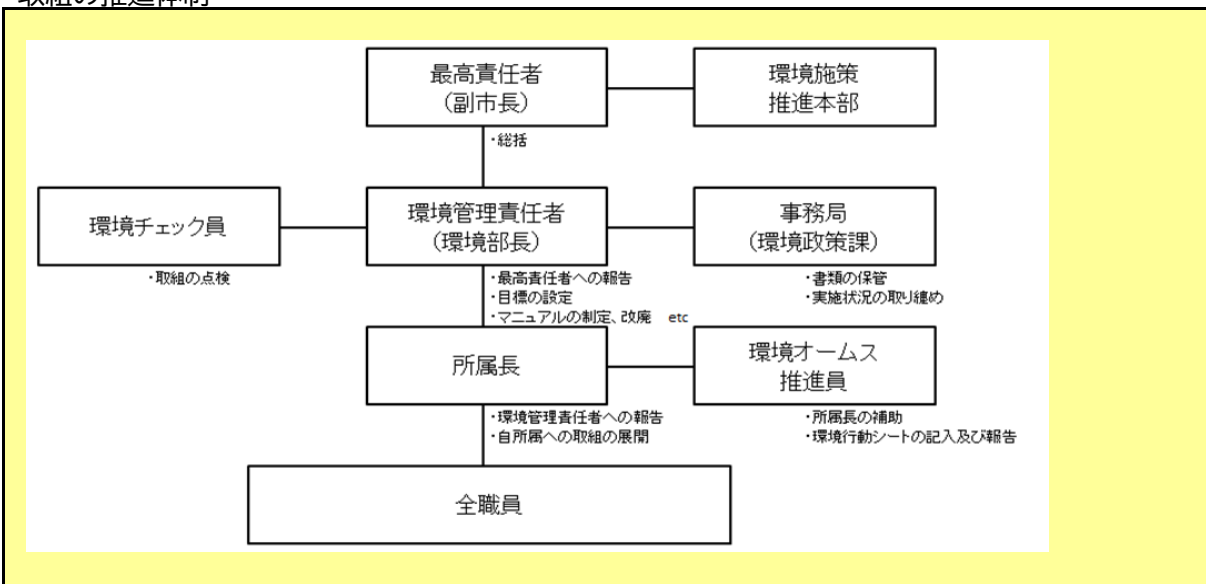 取組の推進体制
最高責任者
(副市長)
環境施策
推進本部
・総括
環境チェック員
環境管理責任者
(環境部長)
事務局
(環境政策課)
・取組の点検
・最高責任者への報告
・目標の設定
・マニュアルの制定、改廃　etc
・書類の保管
・実施状況の取り纏め
所属長
環境オームス
推進員
・環境管理責任者への報告
・自所属への取組の展開
・所属長の補助
・環境行動シートの記入及び報告
全職員